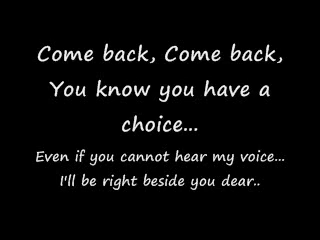 Come back, Come back,
You know you have a
choice...
Even if you cannot hear my voice...
I'll be right beside you dear..